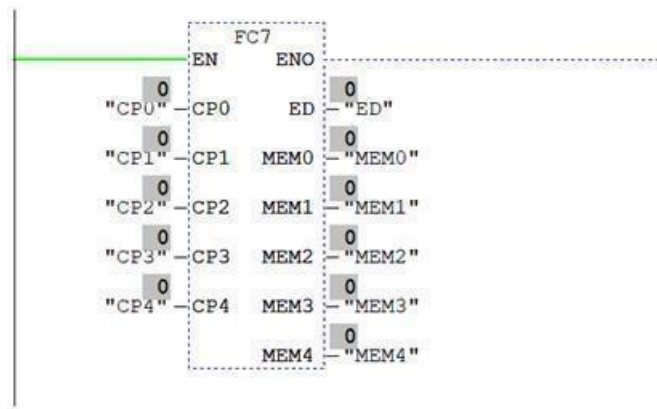 FC7
EN ENO
0 0
"CP0" CP0 ED "ED"
0 0
"CP1" CP1 MEM0 "MEM0"
0 0
"CP2" CP2 MEM1 "MEM1"
0 0
"CP3" CP3 MEM2 "MEM2"
0 0
"CP4" CP4 MEM3 "MEM3"
0
MEM4 "MEM4"